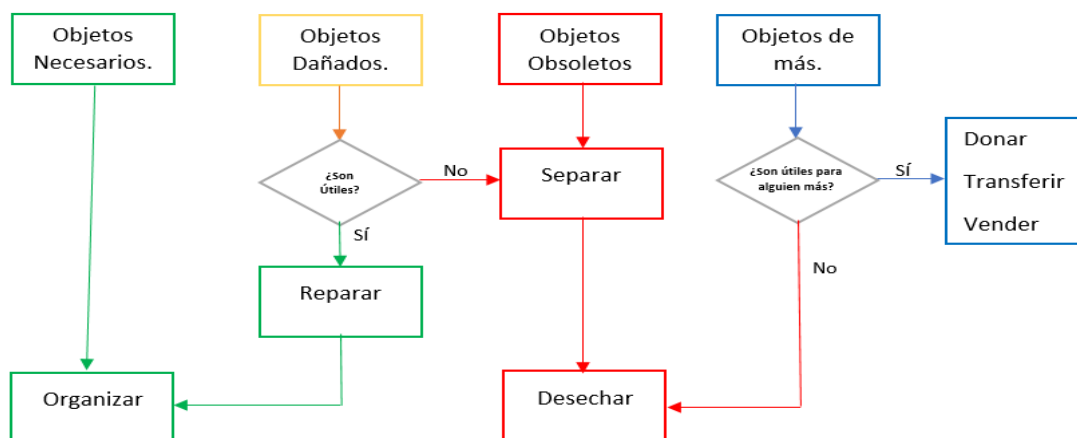 Objetos
Necesarios.
Objetos
Dañados.
Objetos
Obsoletos
Objetos de
más.
¿Son
Útiles?
No
Separar
¿Son útiles para
alguien más?
Sí
Donar
Transferir
Vender
Sí
Reparar
No
Organizar
Desechar